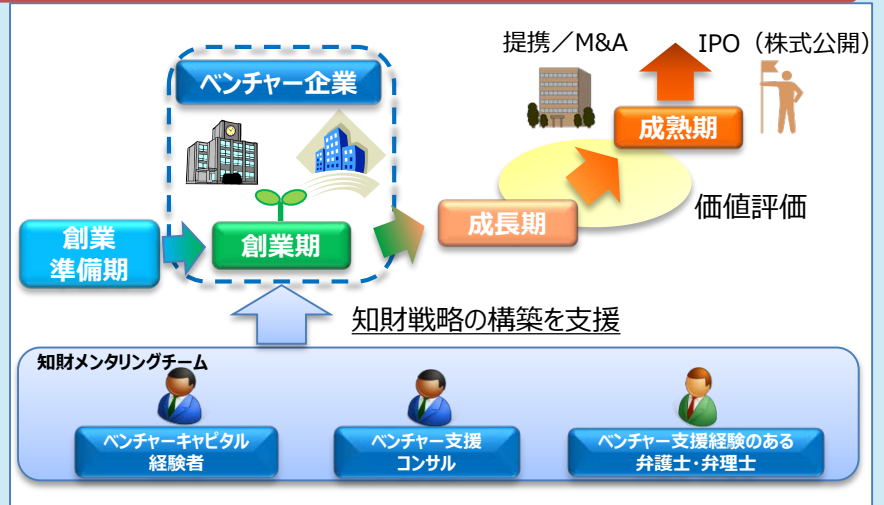 提携／M&A
IPO（株式公開）
ベンチャー企業
成熟期
価値評価
成長期
創業
準備期
創業期
知財戦略の構築を支援
知財メンタリングチーム
ベンチャーキャピタル
経験者
ベンチャー支援
コンサル
ベンチャー支援経験のある
弁護士・弁理士